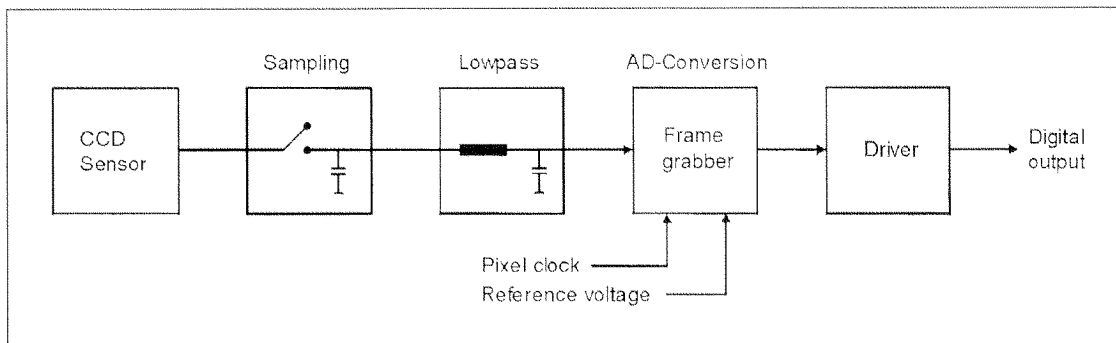 Sampling
Lowpass
AD-Conversion
CCD
Sensor
Frame
grabber
Driver
Digital
output
Pixel clock
Reference voltage